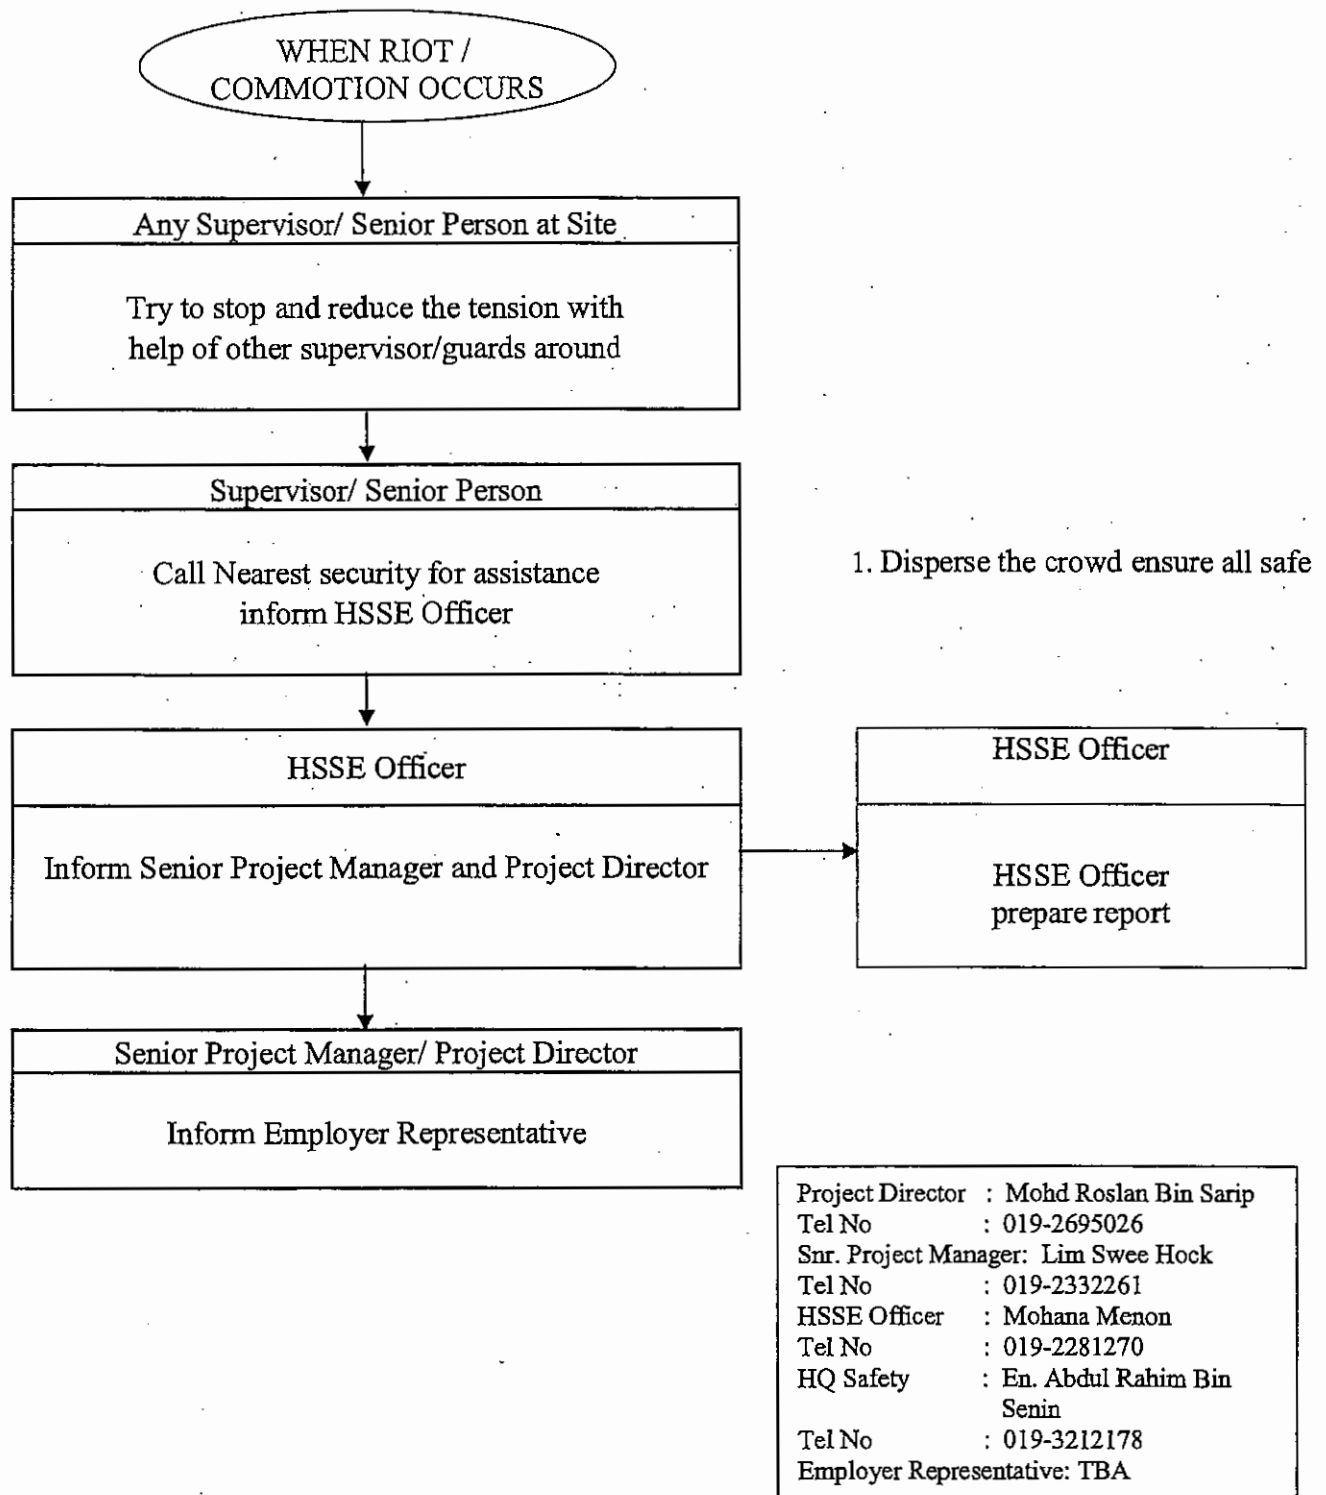 WHEN RIOT /
COMMOTION OCCURS
Any Supervisor/ Senior Person at Site
Try to stop and reduce the tension with
help of other supervisor/guards around
Supervisor/ Senior Person
Call Nearest security for assistance
inform HSSE Officer
1. Disperse the crowd ensure all safe
HSSE Officer
Inform Senior Project Manager and Project Director
HSSE Officer
HSSE Officer
prepare report
Senior Project Manager/ Project Director
Inform Employer Representative
Project Director : Mohd Roslan Bin Sarip
Tel No : 019-2695026
Snr. Project Manager: Lim Swee Hock
Tel No : 019-2332261
HSSE Officer : Mohana Menon
Tel No : 019-2281270
HQ Safety : En. Abdul Rahim Bin
Senin
Tel No : 019-3212178
Employer Representative: TBA